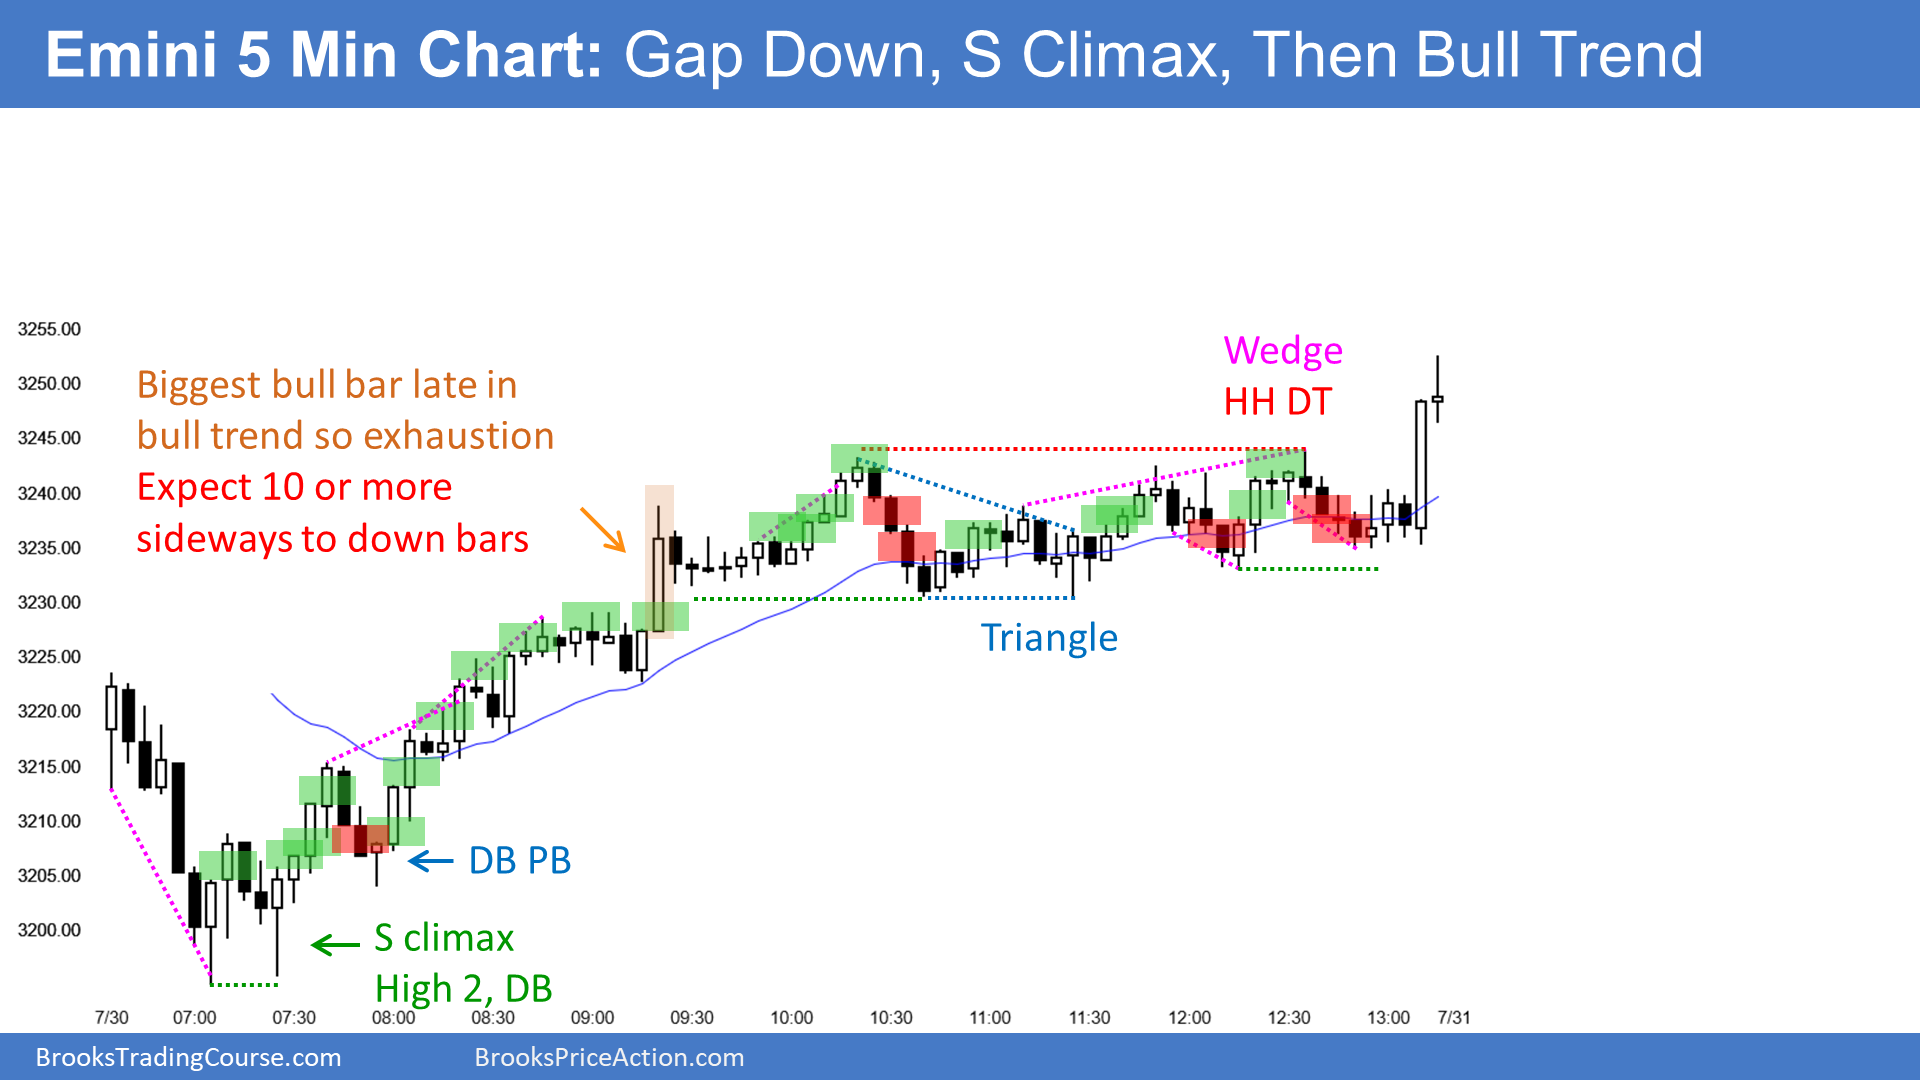 Emini 5 Min Chart: Gap Down, S Climax, Then Bull Trend
3255.00
3250.00
3245.00
3240.00
3235.00
3230.00
3225.00
3220.00
3215.00
3210.00
3205.00
3200.00
Biggest bull bar late in
bull trend so exhaustion
Expect 10 or more
sideways to down bars
Wedge
HH DT
Triangle
DB PB
S climax
High 2, DB
7/30 07:00 07:30 08:00 08:30 09:00 09:30 10:00 10:30 11:00 11:30 12:00 12:30 13:00 7/31
BrooksTradingCourse.com BrooksPriceAction.com